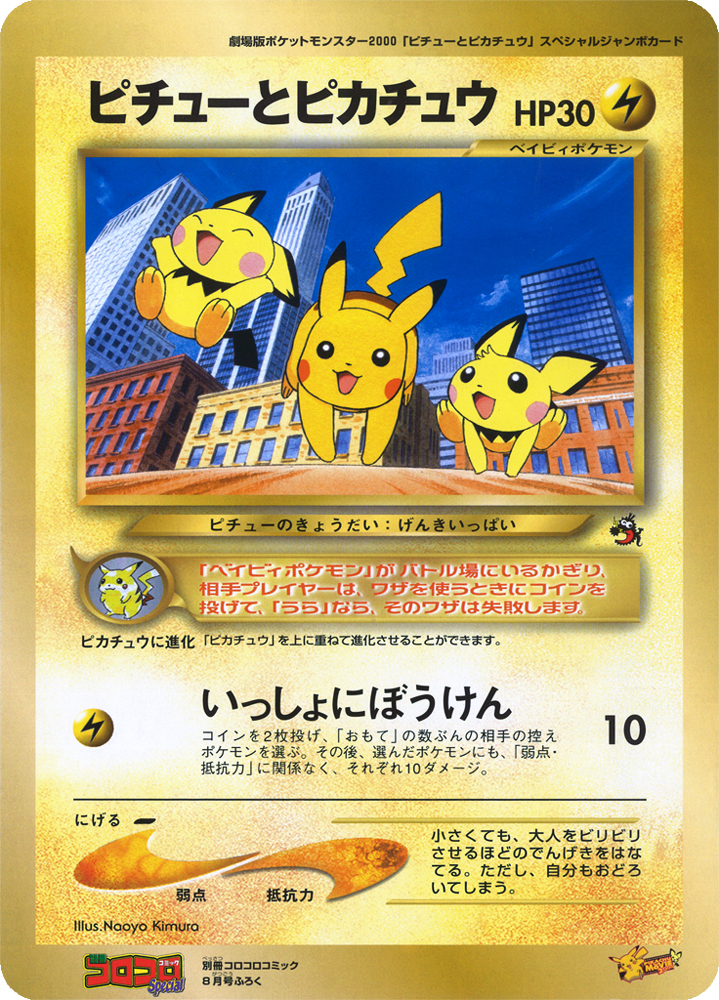 劇場版ポケットモンスター2000「ピチューとピカチュウ」スペシャルジャンボカード
ピチューとピカチュウ HP30
ベイビィポケモン
ピチューのきょうだい:げんきいっぱい
「ベイビィポケモン」がバトル場にいるかぎり、
相手プレイヤーは、ワザを使うときにコインを
投げて、「うら」なら、そのワザは失敗します。
ピカチュウに進化 「ピカチュウ」を上に重ねて進化させることができます。
いっしょにぼうけん 10
コインを2枚投げ、「おもて」の数ぶんの相手の控え
ポケモンを選ぶ。その後、選んだポケモンにも、「弱点・
抵抗力」に関係なく、それぞれ10ダメージ。
にげる
弱点 抵抗力
小さくても、大人をビリビリ
させるほどのでんげきをはな
てる。ただし、自分もおどろ
いてしまう。
Illus.Naoyo Kimura
別冊 コロコロ コミック Special
べっさつ
別冊コロコロコミック
がつごう
8月号ふろく